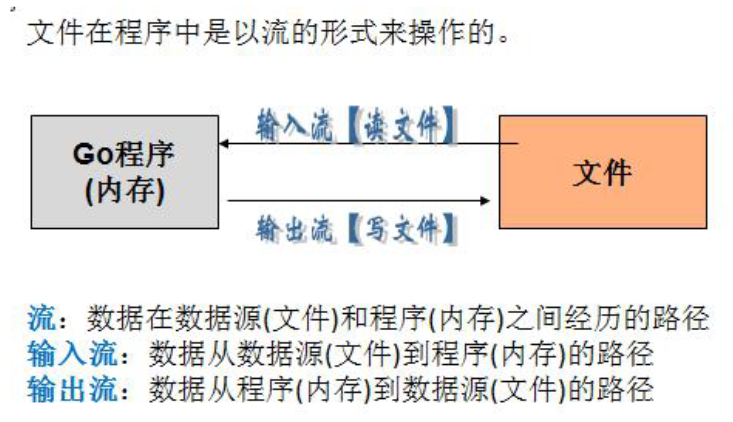 文件在程序中是以流的形式来操作的。
输入流【读文件】
Go程序
(内存)
文件
输出流【写文件】
流：数据在数据源(文件)和程序(内存)之间经历的路径
输入流：数据从数据源(文件)到程序(内存)的路径
输出流：数据从程序(内存)到数据源(文件)的路径